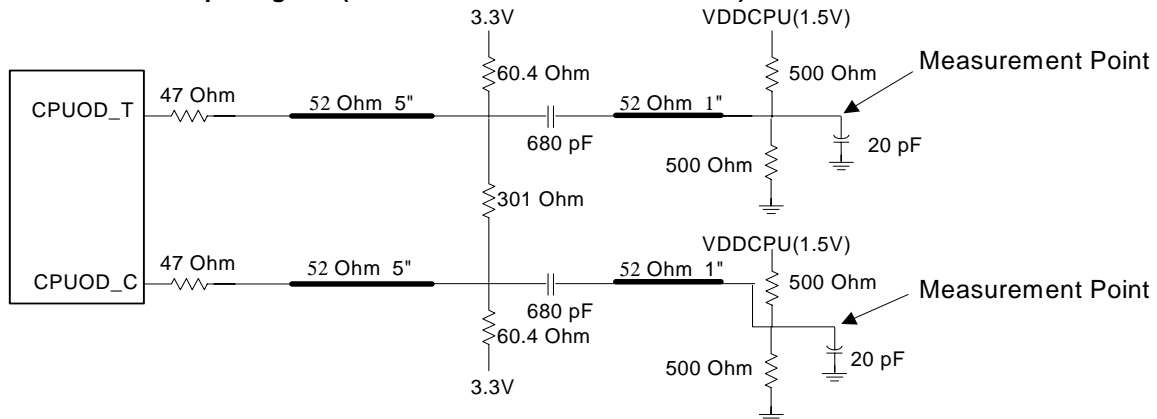 3.3V
VDDCPU(1.5V)
60.4 Ohm
500 Ohm
Measurement Point
47 Ohm
CPUOD_T
52 Ohm 5"
52 Ohm 1"
680 pF
20 pF
500 Ohm
301 Ohm
VDDCPU(1.5V)
47 Ohm
CPUOD_C
52 Ohm 5"
52 Ohm 1"
500 Ohm
Measurement Point
680 pF
60.4 Ohm
20 pF
500 Ohm
3.3V